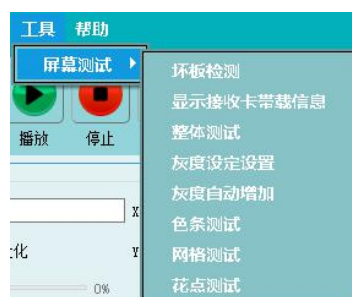 工具 帮助
屏幕测试
环板检测
显示接收卡带载信息
播放 停止
整体测试
灰度设定设置
灰度自动增加
X
色条测试
化 Y
网格测试
0%
花点测试